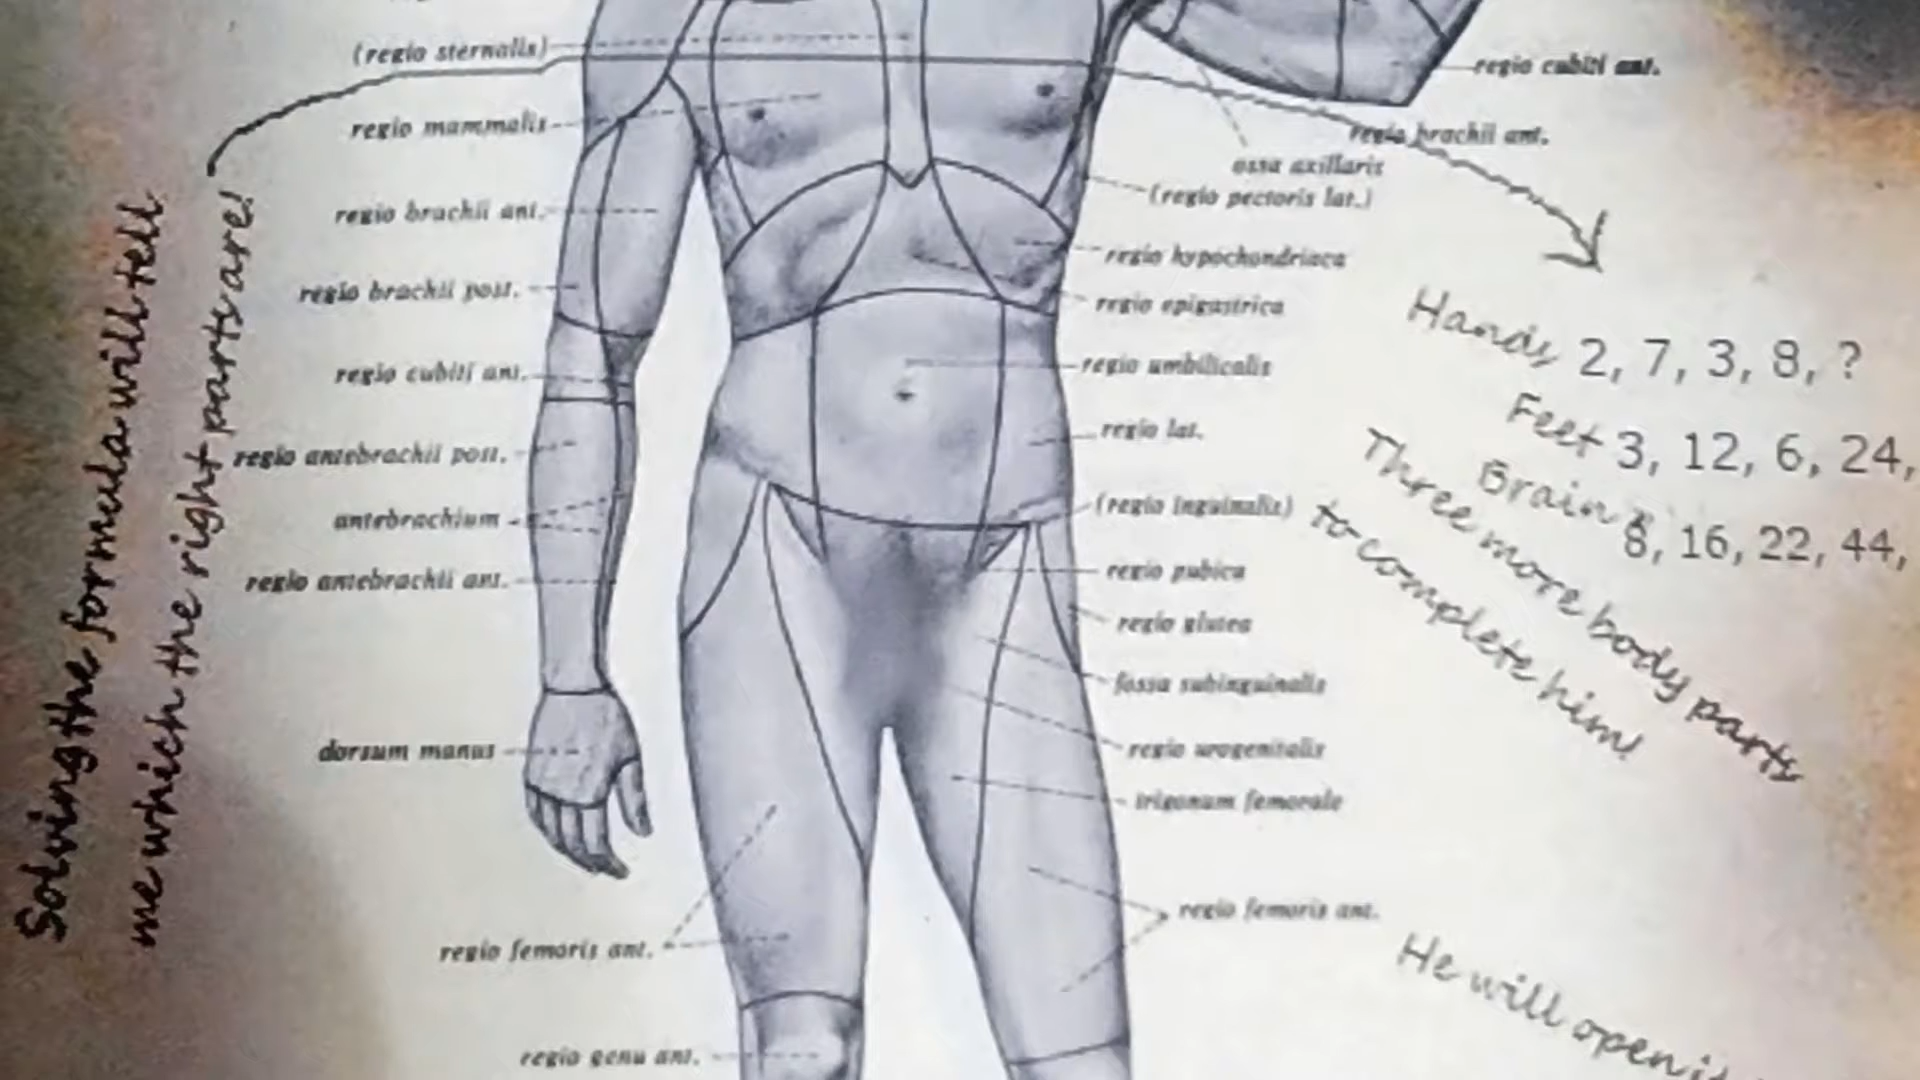 (regio sternalis)
regio mammalis
regio brachii ant.
regio brachii post.
regio cubiti ant.
regio antebrachii post.
antebrachium
regio antebrachii ant.
dorsum manus
regio femoris ant.
regio genu ant.
regio cubiti ant.
regio brachii ant.
ossa axillaris
(regio pectoris lat.)
regio hypochondriaca
regio epigastrica
regio umbilicalis
regio lat.
(regio inguinalis)
regio pubica
regio glutea
fossa subinguinalis
regio urogenitalis
trigonum femorale
regio femoris ant.
Solving the formula will tell
me which the right parts are!
Hands 2, 7, 3, 8, ?
Feet 3, 12, 6, 24,
Brain 8, 16, 22, 44,
Three more body parts
to complete him!
He will open it